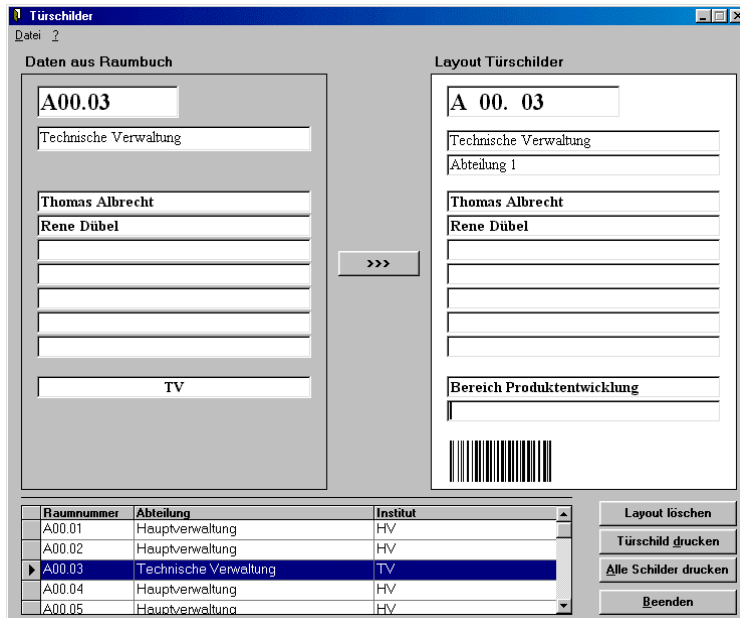 Türschilder
Datei ?
Daten aus Raumbuch
A00.03
Technische Verwaltung
Thomas Albrecht
Rene Dübel
TV
>>>
Layout Türschilder
A 00. 03
Technische Verwaltung
Abteilung 1
Thomas Albrecht
Rene Dübel
Bereich Produktentwicklung
Raumnummer Abteilung Institut
A00.01 Hauptverwaltung HV
A00.02 Hauptverwaltung HV
A00.03 Technische Verwaltung TV
A00.04 Hauptverwaltung HV
A00.05 Hauptverwaltung HV
Layout löschen
Türschild drucken
Alle Schilder drucken
Beenden